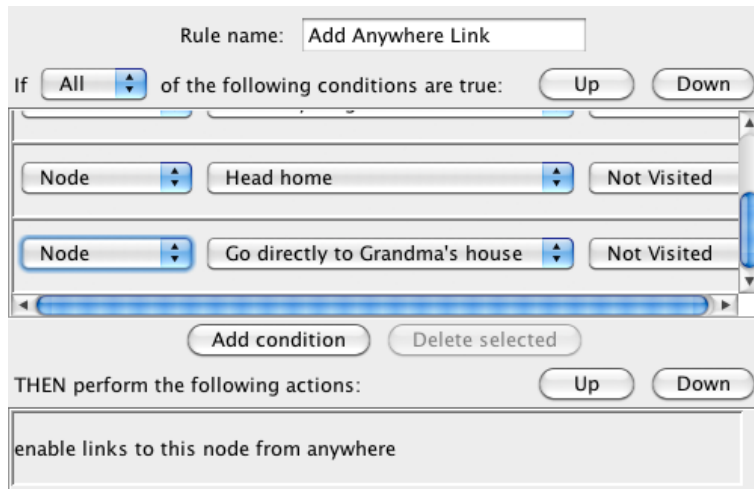 Rule name: Add Anywhere Link
If All of the following conditions are true: Up Down
Node Head home Not Visited
Node Go directly to Grandma's house Not Visited
Add condition Delete selected
THEN perform the following actions: Up Down
enable links to this node from anywhere